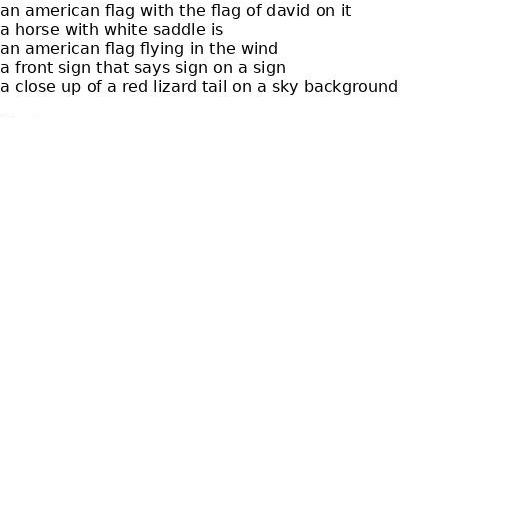 an american flag with the flag of david on it
a horse with white saddle is
an american flag flying in the wind
a front sign that says sign on a sign
a close up of a red lizard tail on a sky background